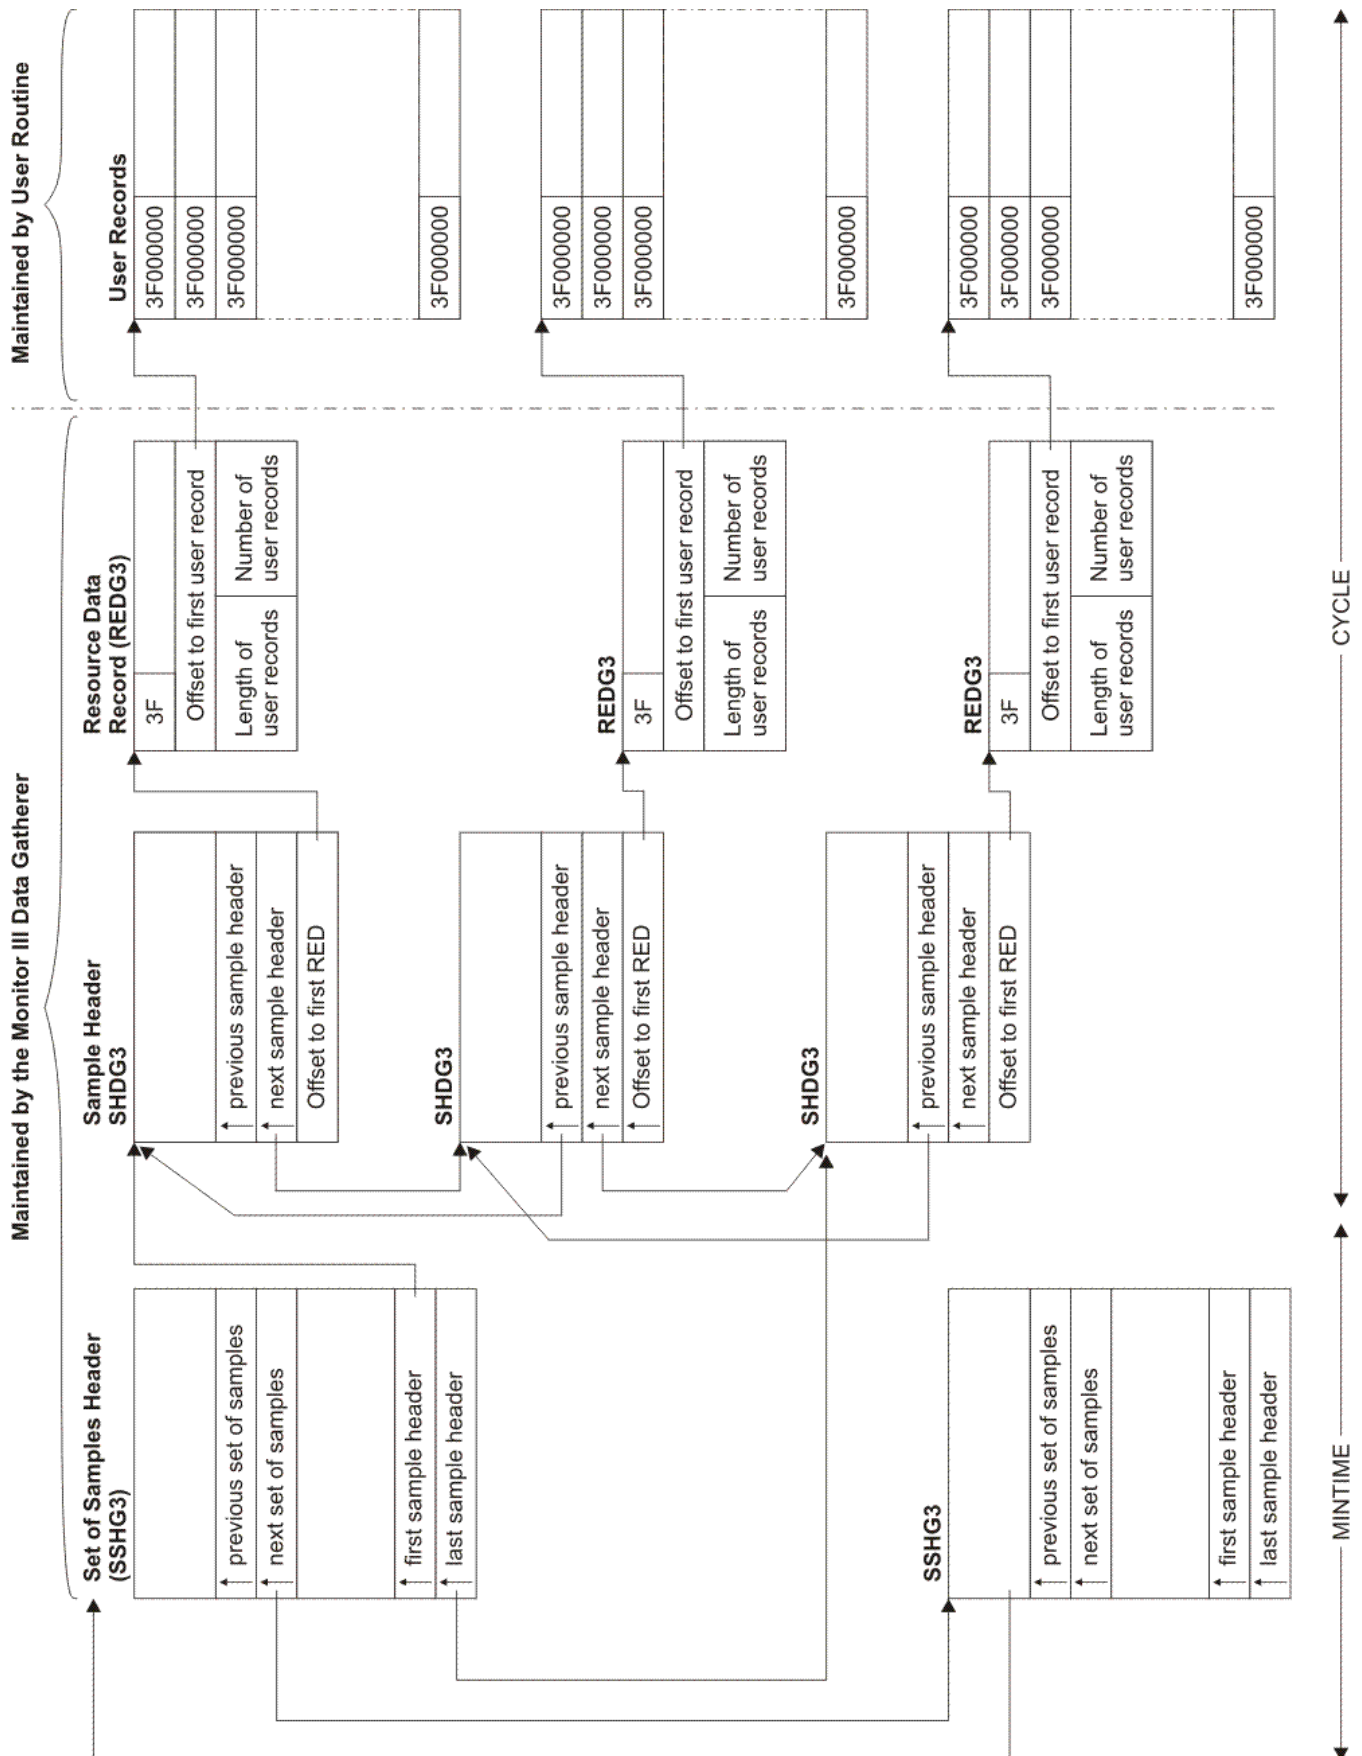 Maintained by the Monitor III Data Gatherer
Maintained by User Routine
Set of Samples Header
(SSHG3)
previous set of samples
next set of samples
first sample header
last sample header
Sample Header
SHDG3
previous sample header
next sample header
Offset to first RED
Resource Data
Record (REDG3)
3F
Offset to first user record
Length of
user records
Number of
user records
User Records
3F000000
3F000000
3F000000
3F000000
SHDG3
previous sample header
next sample header
Offset to first RED
REDG3
3F
Offset to first user record
Length of
user records
Number of
user records
3F000000
3F000000
3F000000
3F000000
SHDG3
previous sample header
next sample header
Offset to first RED
REDG3
3F
Offset to first user record
Length of
user records
Number of
user records
3F000000
3F000000
3F000000
3F000000
SSHG3
previous set of samples
next set of samples
first sample header
last sample header
MINTIME
CYCLE